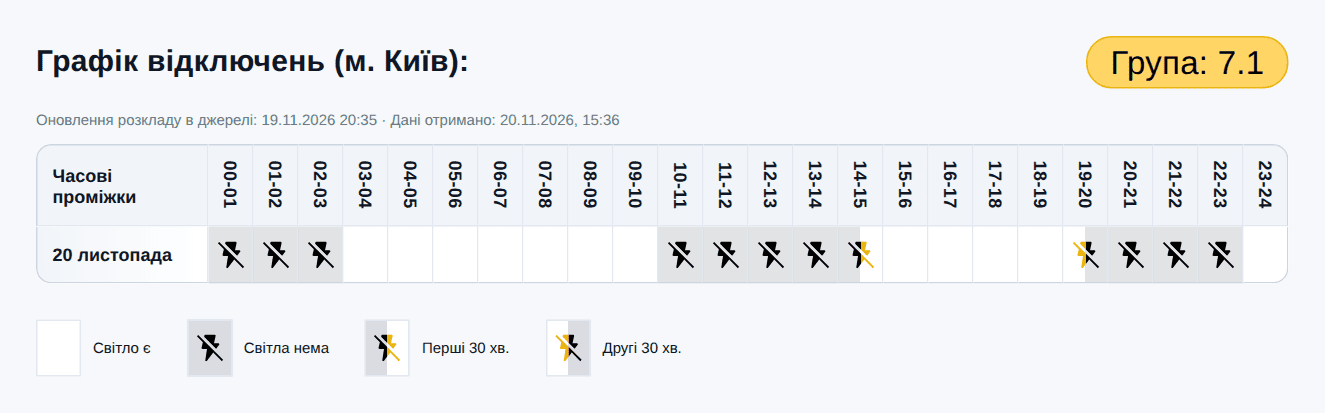 Графік відключень (м. Київ):
Група: 7.1
Оновлення розкладу в джерелі: 19.11.2026 20:35 · Дані отримано: 20.11.2026, 15:36
Часові
проміжки
00-01
01-02
02-03
03-04
04-05
05-06
06-07
07-08
08-09
09-10
10-11
11-12
12-13
13-14
14-15
15-16
16-17
17-18
18-19
19-20
20-21
21-22
22-23
23-24
20 листопада
Світло є
Світла нема
Перші 30 хв.
Другі 30 хв.